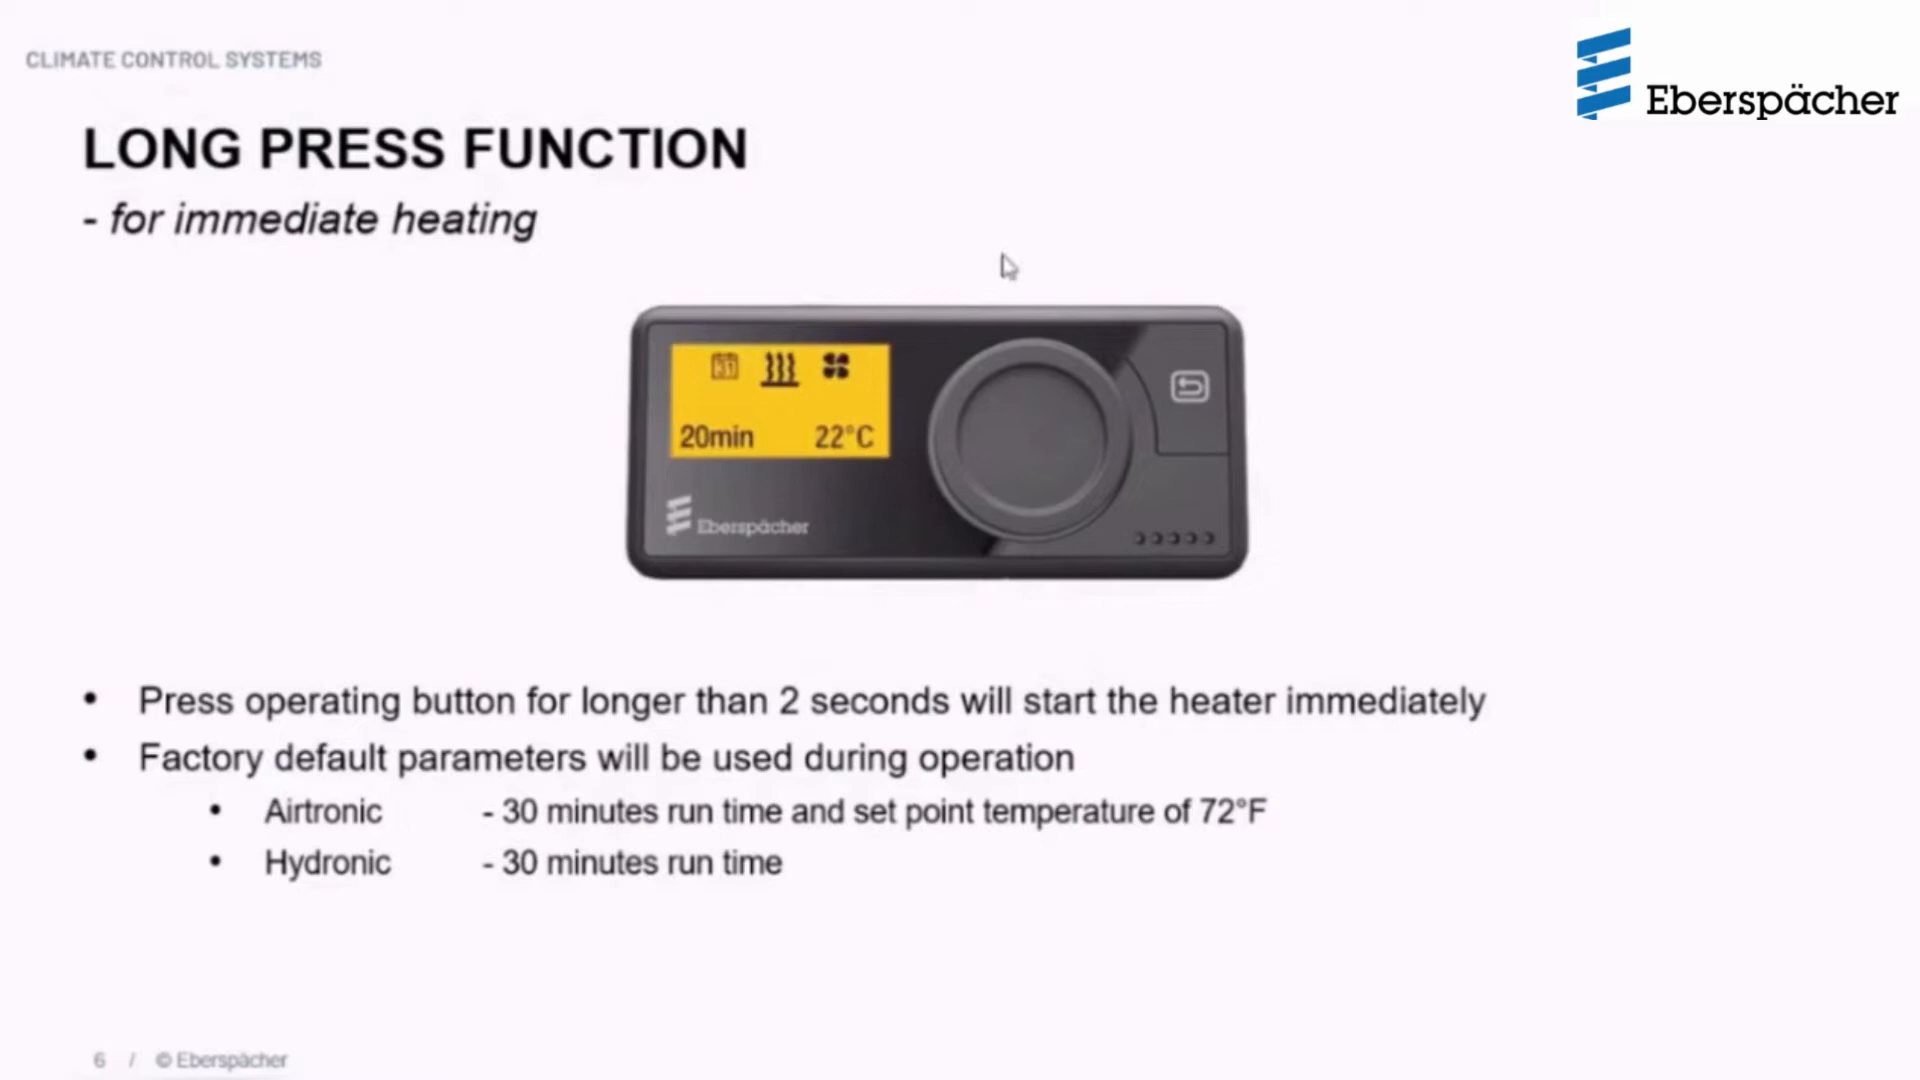 CLIMATE CONTROL SYSTEMS
Eberspächer
LONG PRESS FUNCTION
- for immediate heating
31
20min 22°C
Eberspächer
• Press operating button for longer than 2 seconds will start the heater immediately
• Factory default parameters will be used during operation
• Airtronic - 30 minutes run time and set point temperature of 72°F
• Hydronic - 30 minutes run time
6 / © Eberspächer